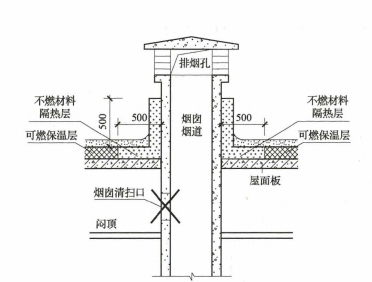 排烟孔
不燃材料
隔热层
可燃保温层
500
500
烟囱
烟道
500
不燃材料
隔热层
可燃保温层
屋面板
烟囱清扫口
闷顶